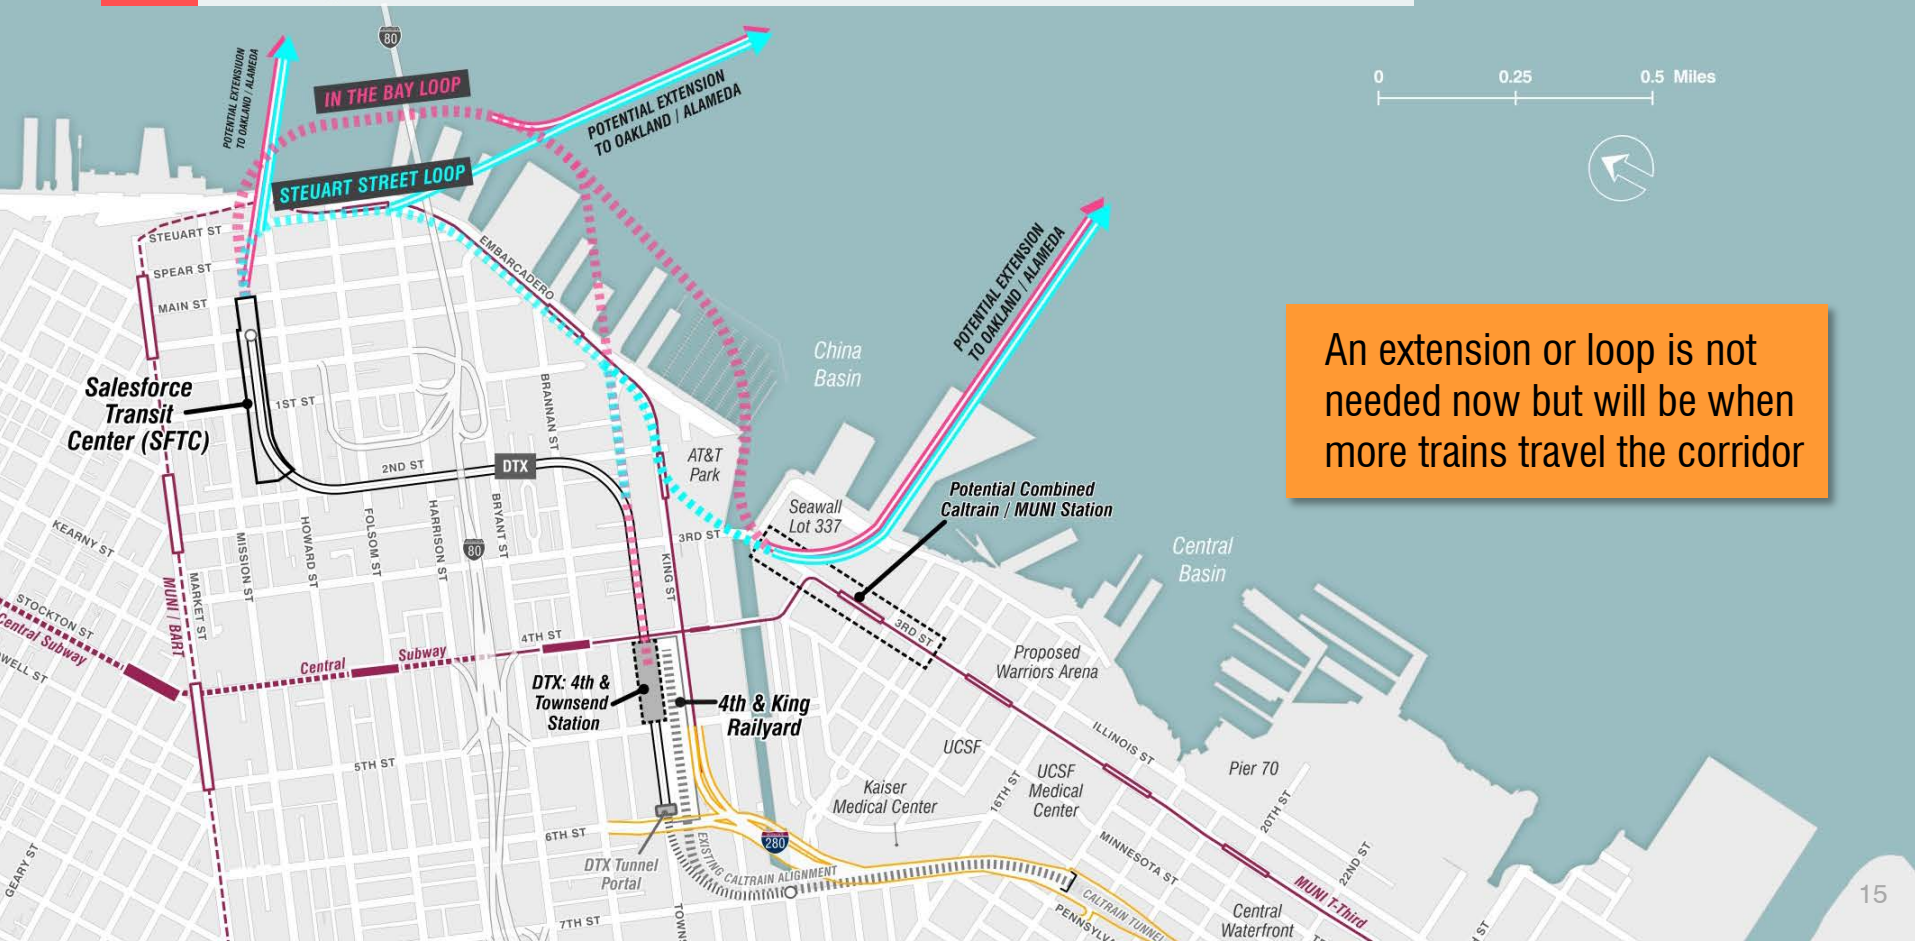 80
POTENTIAL EXTENSION
TO OAKLAND / ALAMEDA
IN THE BAY LOOP
POTENTIAL EXTENSION
TO OAKLAND / ALAMEDA
0 0.25 0.5 Miles
STEUART STREET LOOP
STEUART ST
SPEAR ST
MAIN ST
EMBARCADERO
POTENTIAL EXTENSION
TO OAKLAND / ALAMEDA
China
Basin
An extension or loop is not
needed now but will be when
more trains travel the corridor
Salesforce
Transit
Center (SFTC)
1ST ST
BRANNAN ST
2ND ST
DTX
AT&T
Park
Seawall
Lot 337
Potential Combined
Caltrain / MUNI Station
KEARNY ST
MISSION ST
HOWARD ST
FOLSOM ST
HARRISON ST
BRYANT ST
80
3RD ST
KING ST
Central
Basin
MUNI / BART
MARKET ST
STOCKTON ST
Central Subway
WELL ST
Central
Subway
4TH ST
3RD ST
Proposed
Warriors Arena
DTX: 4th &
Townsend
Station
4th & King
Railyard
ILLINOIS ST
UCSF
UCSF
Medical
Center
16TH ST
Pier 70
5TH ST
Kaiser
Medical Center
20TH ST
6TH ST
280
EXISTING CALTRAIN ALIGNMENT
DTX Tunnel
Portal
MINNESOTA ST
22ND ST
GEARY ST
MUNI T-Third
CALTRAIN TUNNEL
PENNSYLVA
7TH ST
TOWNS
Central
Waterfront
ST
15